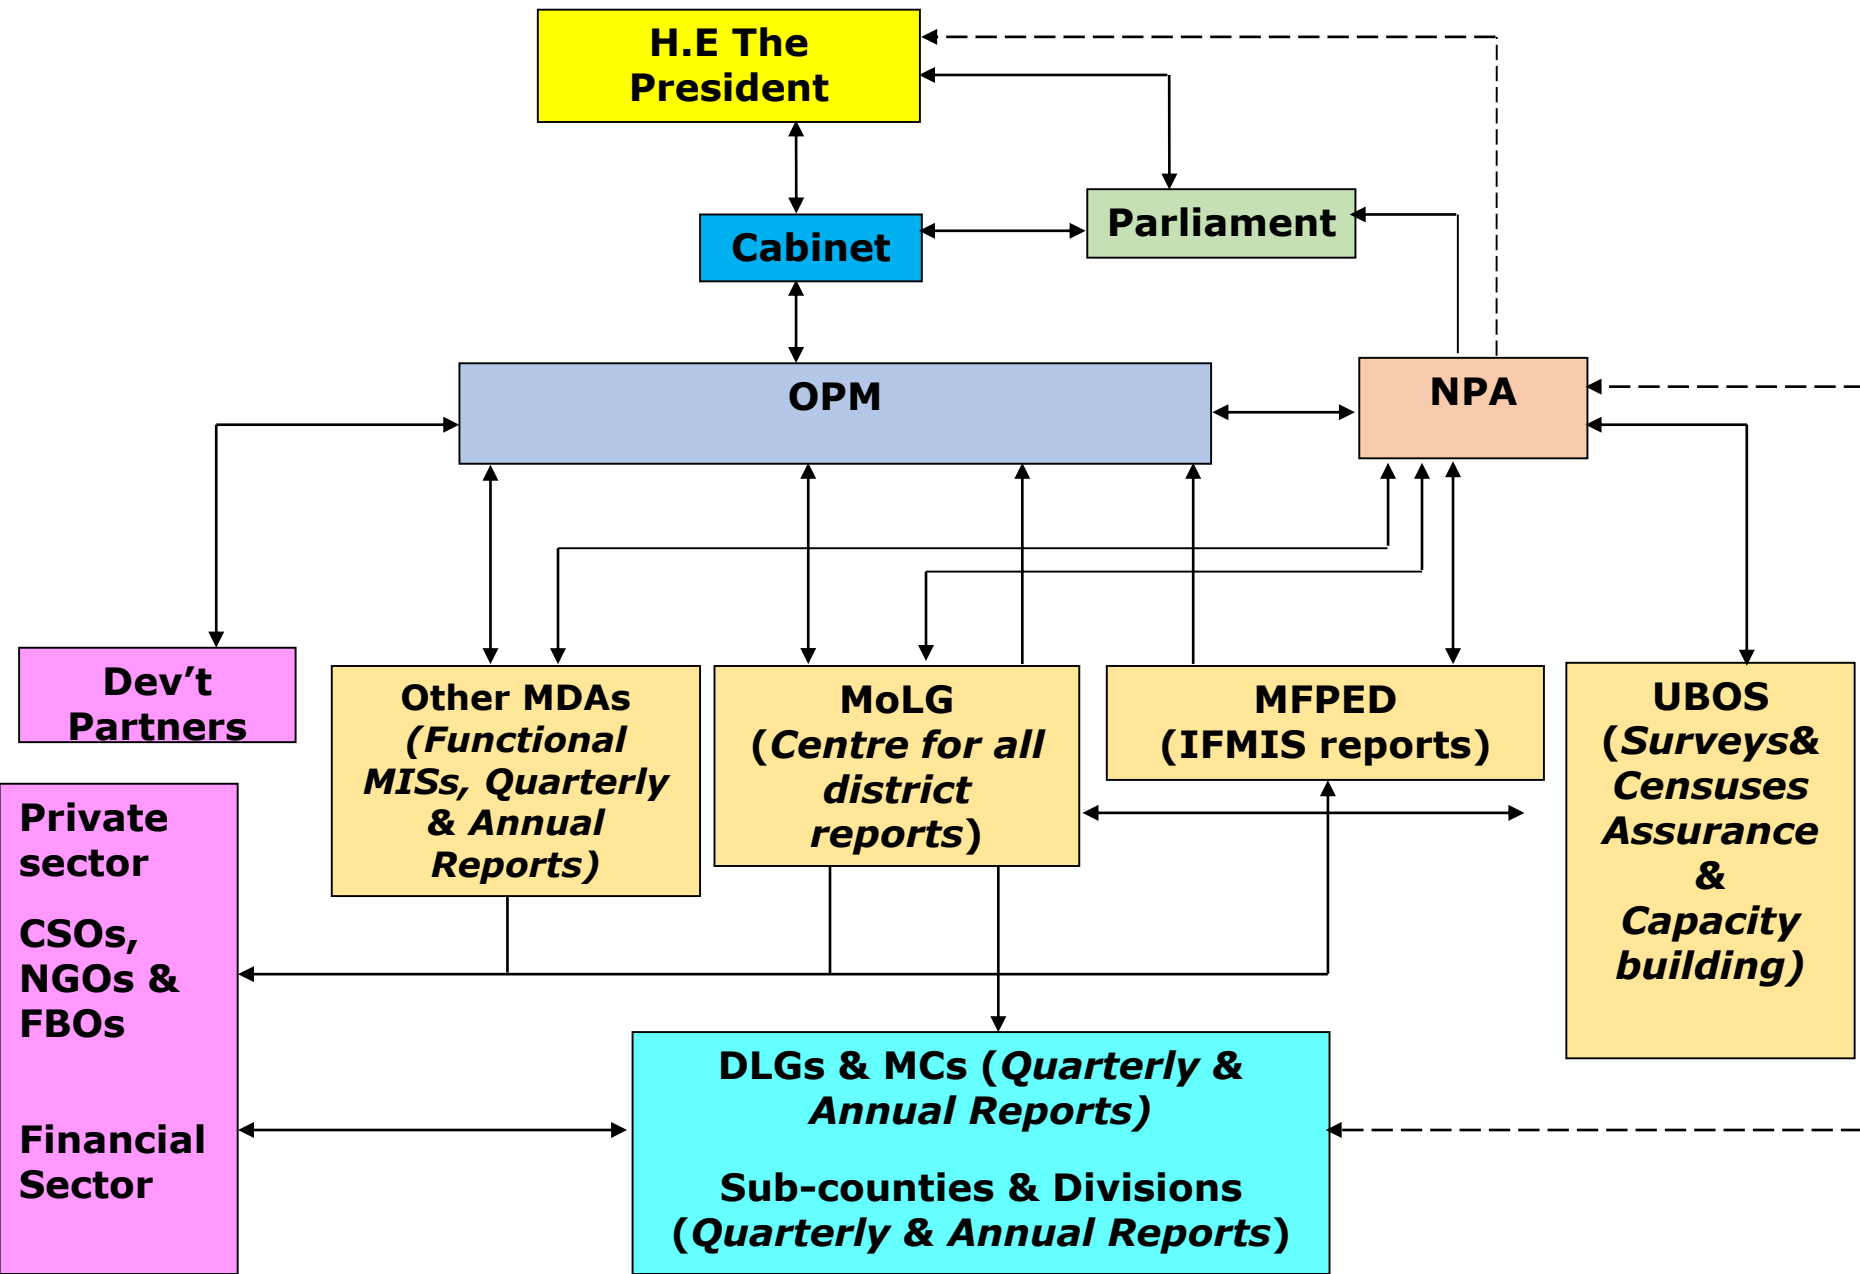 H.E The
President
Parliament
Cabinet
OPM
NPA
Dev’t
Partners
Other MDAs
(Functional
MISs, Quarterly
& Annual
Reports)
MoLG
(Centre for all
district
reports)
MFPED
(IFMIS reports)
UBOS
(Surveys&
Censuses
Assurance
&
Capacity
building)
Private
sector
CSOs,
NGOs &
FBOs
Financial
Sector
DLGs & MCs (Quarterly &
Annual Reports)
Sub-counties & Divisions
(Quarterly & Annual Reports)